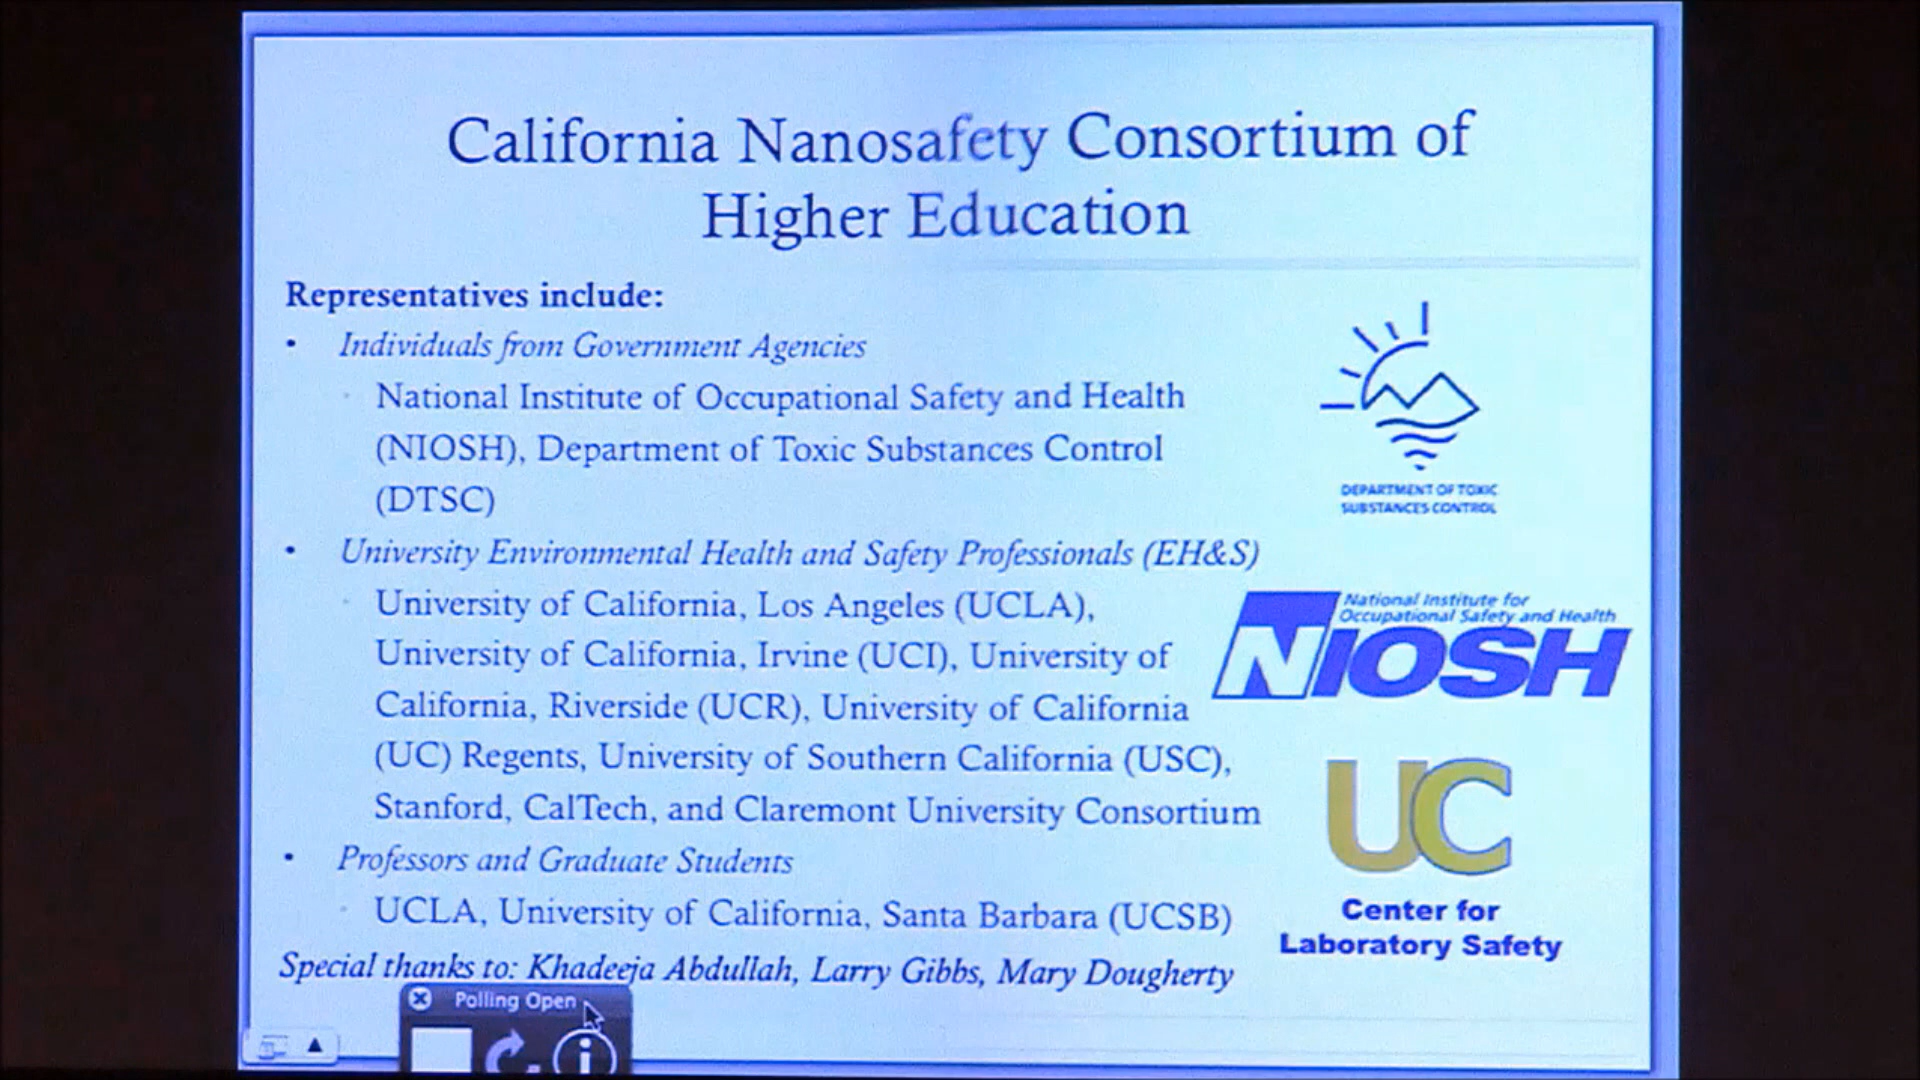 California Nanosafety Consortium of
Higher Education
Representatives include:
• Individuals from Government Agencies
National Institute of Occupational Safety and Health
(NIOSH), Department of Toxic Substances Control
(DTSC)
• University Environmental Health and Safety Professionals (EH&S)
University of California, Los Angeles (UCLA),
University of California, Irvine (UCI), University of
California, Riverside (UCR), University of California
(UC) Regents, University of Southern California (USC),
Stanford, CalTech, and Claremont University Consortium
• Professors and Graduate Students
UCLA, University of California, Santa Barbara (UCSB)
Special thanks to: Khadeeja Abdullah, Larry Gibbs, Mary Dougherty
DEPARTMENT OF TOXIC
SUBSTANCES CONTROL
National Institute for
Occupational Safety and Health
NIOSH
UC
Center for
Laboratory Safety
Polling Open